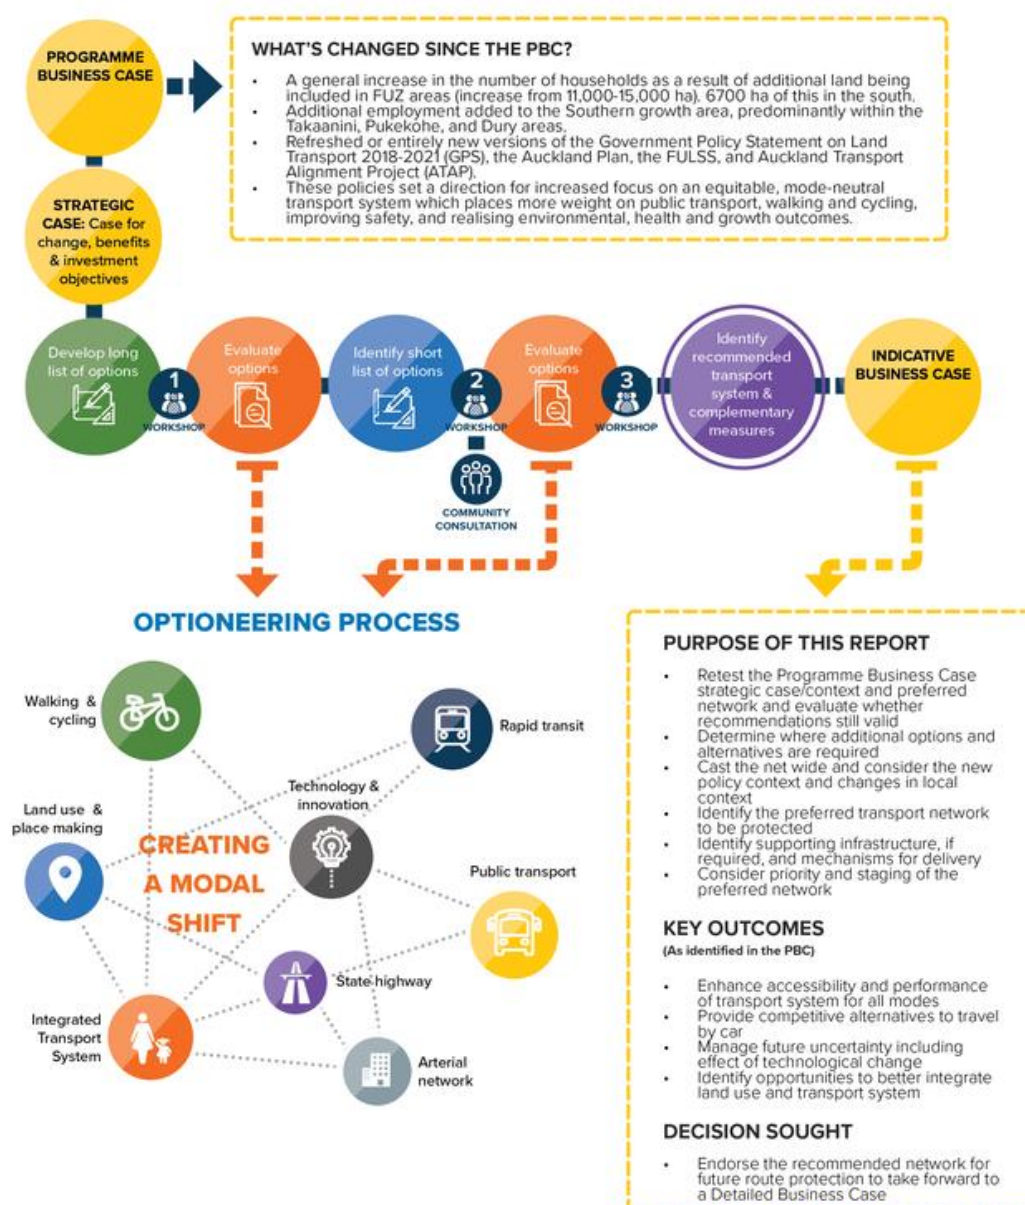 PROGRAMME
BUSINESS CASE
WHAT'S CHANGED SINCE THE PBC?
• A general increase in the number of households as a result of additional land being
included in FUZ areas (increase from 11,000-15,000 ha). 6700 ha of this in the south.
• Additional employment added to the Southern growth area, predominantly within the
Takaanini, Pukekohe, and Dury areas.
• Refreshed or entirely new versions of the Government Policy Statement on Land
Transport 2018-2021 (GPS), the Auckland Plan, the FULSS, and Auckland Transport
Alignment Project (ATAP).
• These policies set a direction for increased focus on an equitable, mode-neutral
transport system which places more weight on public transport, walking and cycling,
improving safety, and realising environmental, health and growth outcomes.
STRATEGIC
CASE: Case for
change, benefits
& investment
objectives
Develop long
list of options
1
WORKSHOP
Evaluate
options
Identify short
list of options
2
WORKSHOP
Evaluate
options
3
WORKSHOP
Identify
recommended
transport
system &
complementary
measures
INDICATIVE
BUSINESS CASE
COMMUNITY
CONSULTATION
OPTIONEERING PROCESS
Walking &
cycling
Rapid transit
Technology &
innovation
Land use &
place making
CREATING
A MODAL
SHIFT
Public transport
State highway
Integrated
Transport
System
Arterial
network
PURPOSE OF THIS REPORT
• Retest the Programme Business Case
strategic case/context and preferred
network and evaluate whether
recommendations still valid
• Determine where additional options and
alternatives are required
• Cast the net wide and consider the new
policy context and changes in local
context
• Identify the preferred transport network
to be protected
• Identify supporting infrastructure, if
required, and mechanisms for delivery
• Consider priority and staging of the
preferred network
KEY OUTCOMES
(As identified in the PBC)
• Enhance accessibility and performance
of transport system for all modes
• Provide competitive alternatives to travel
by car
• Manage future uncertainty including
effect of technological change
• Identify opportunities to better integrate
land use and transport system
DECISION SOUGHT
• Endorse the recommended network for
future route protection to take forward to
a Detailed Business Case